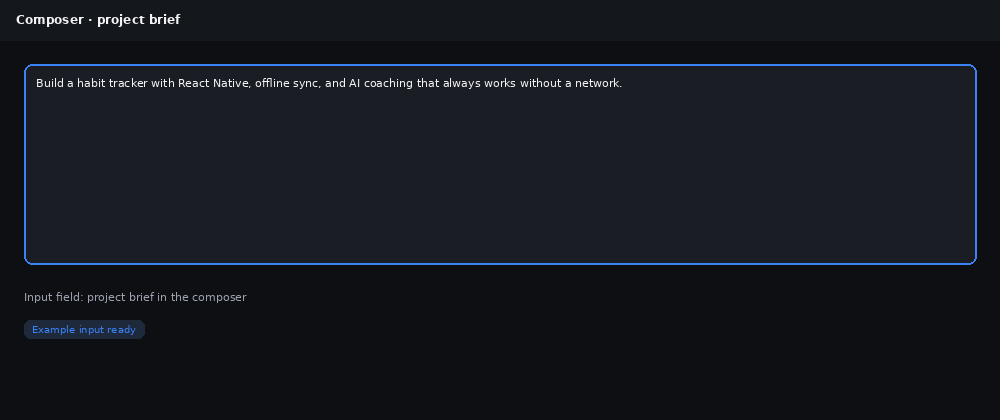 Composer · project brief
Build a habit tracker with React Native, offline sync, and AI coaching that always works without a network.
Input field: project brief in the composer
Example input ready